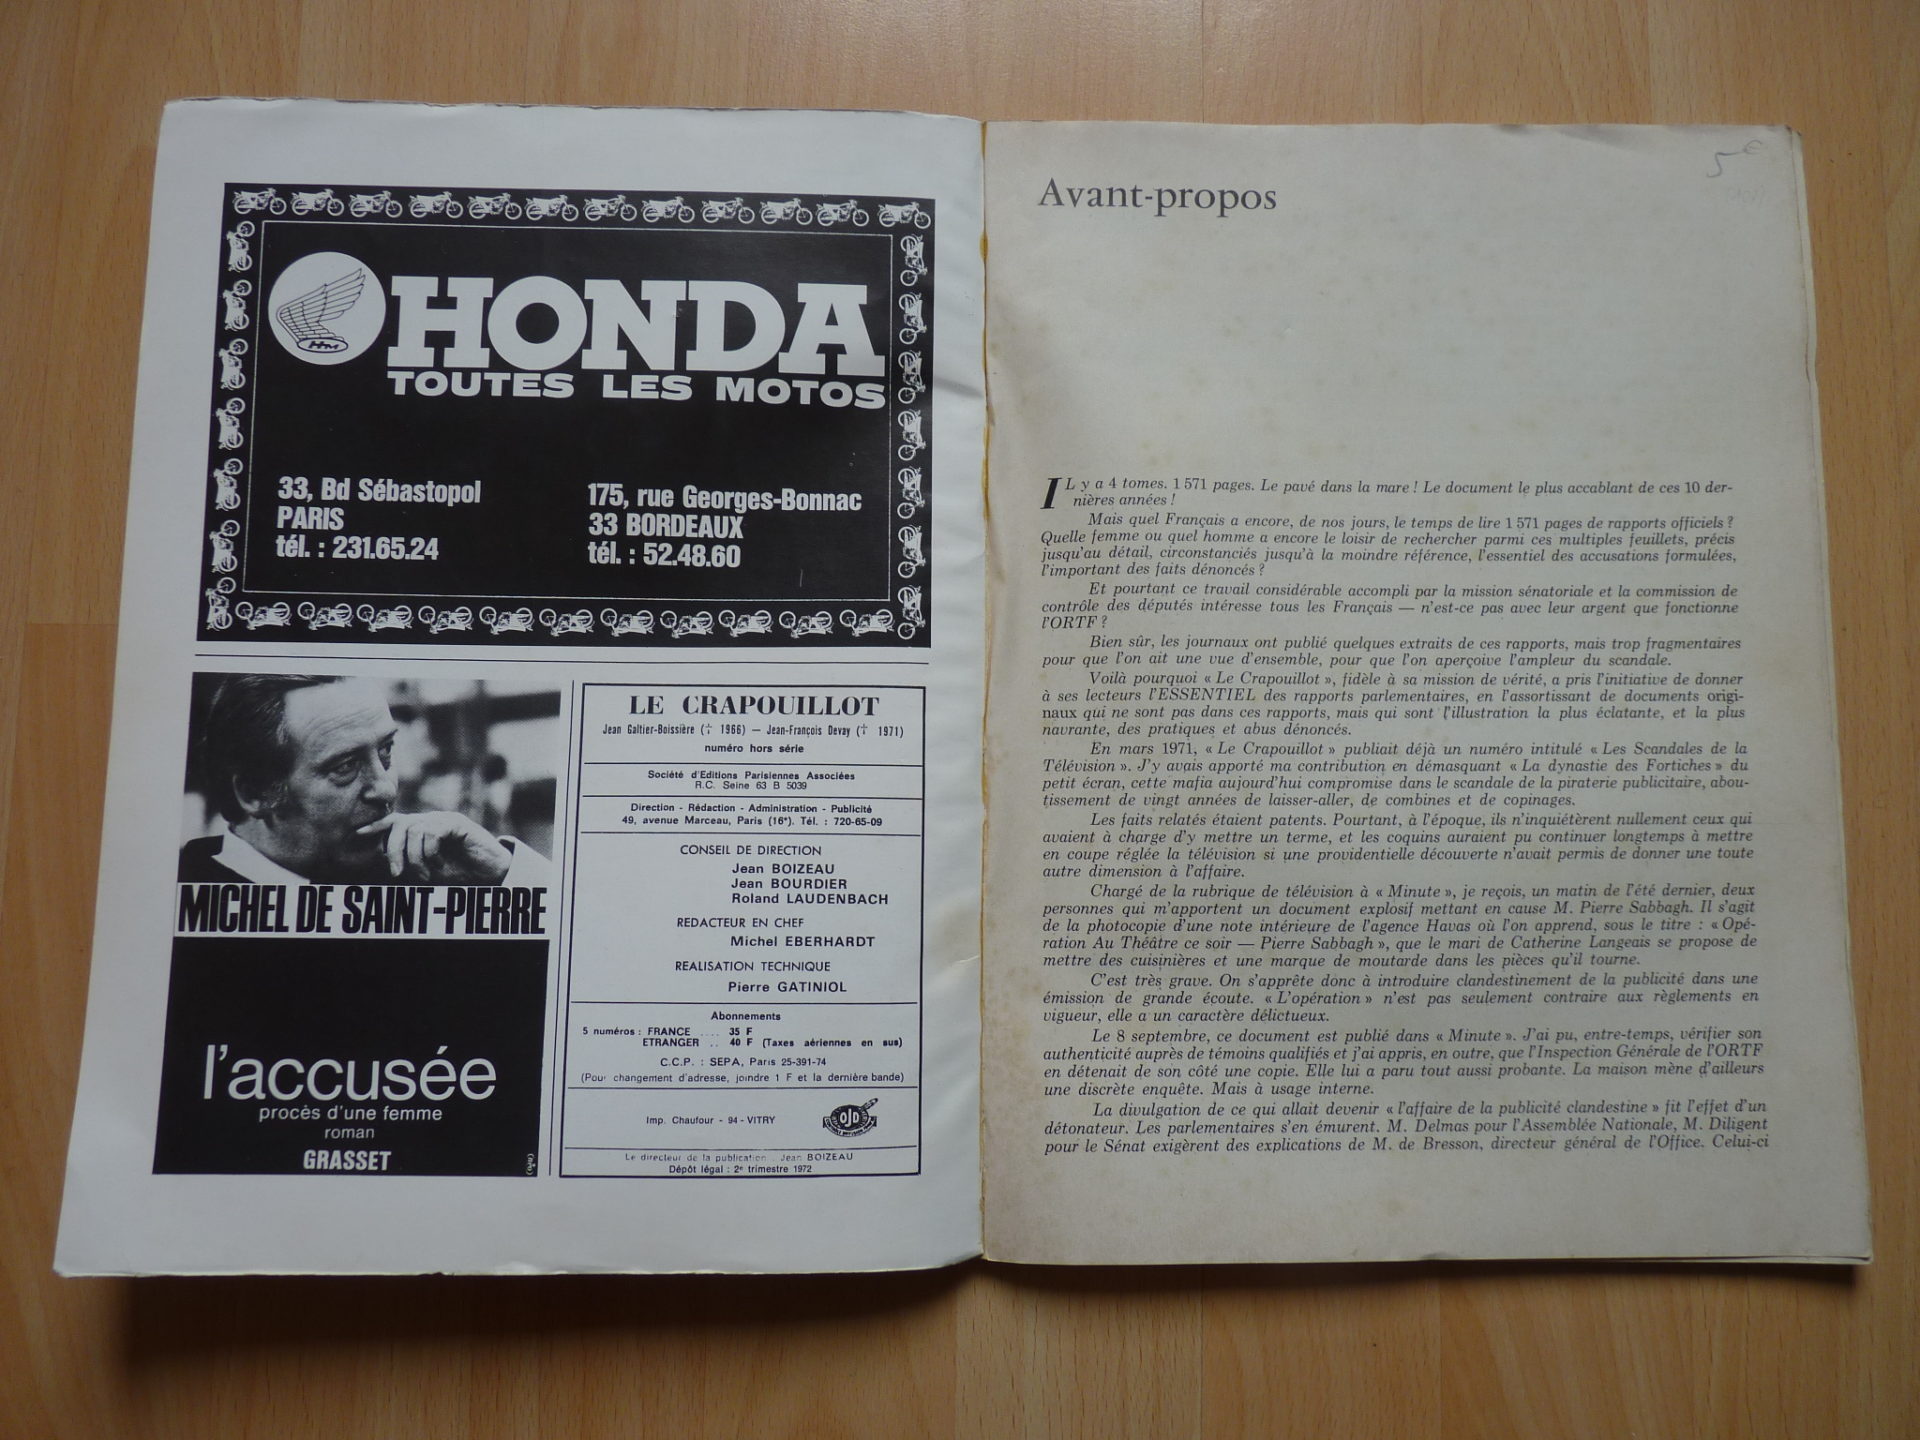 HONDA
TOUTES LES MOTOS
HM
33, Bd Sébastopol
PARIS
tél. : 231.65.24
175, rue Georges-Bonnac
33 BORDEAUX
tél. : 52.48.60
MICHEL DE SAINT-PIERRE
l'accusée
procès d'une femme
roman
GRASSET
LE CRAPOUILLOT
Jean Galtier-Boissière († 1966) — Jean-François Devay († 1971)
numéro hors série
Société d'Editions Parisiennes Associées
R.C. Seine 63 B 5039
Direction - Rédaction - Administration - Publicité
49, avenue Marceau, Paris (16e). Tél. : 720-65-09
CONSEIL DE DIRECTION
Jean BOIZEAU
Jean BOURDIER
Roland LAUDENBACH
REDACTEUR EN CHEF
Michel EBERHARDT
REALISATION TECHNIQUE
Pierre GATINIOL
Abonnements
5 numéros : FRANCE .... 35 F
ETRANGER .. 40 F (Taxes aériennes en sus)
C.C.P. : SEPA, Paris 25-391-74
(Pour changement d'adresse, joindre 1 F et la dernière bande)
Imp. Chaufour - 94 - VITRY
OJD
Le directeur de la publication : Jean BOIZEAU
Dépôt légal : 2e trimestre 1972
5 €
Avant-propos
IL y a 4 tomes. 1 571 pages. Le pavé dans la mare ! Le document le plus accablant de ces 10 der-
nières années !
Mais quel Français a encore, de nos jours, le temps de lire 1 571 pages de rapports officiels ?
Quelle femme ou quel homme a encore le loisir de rechercher parmi ces multiples feuillets, précis
jusqu'au détail, circonstanciés jusqu'à la moindre référence, l'essentiel des accusations formulées,
l'important des faits dénoncés ?
Et pourtant ce travail considérable accompli par la mission sénatoriale et la commission de
contrôle des députés intéresse tous les Français — n'est-ce pas avec leur argent que fonctionne
l'ORTF ?
Bien sûr, les journaux ont publié quelques extraits de ces rapports, mais trop fragmentaires
pour que l'on ait une vue d'ensemble, pour que l'on aperçoive l'ampleur du scandale.
Voilà pourquoi « Le Crapouillot », fidèle à sa mission de vérité, a pris l'initiative de donner
à ses lecteurs l'ESSENTIEL des rapports parlementaires, en l'assortissant de documents origi-
naux qui ne sont pas dans ces rapports, mais qui sont l'illustration la plus éclatante, et la plus
navrante, des pratiques et abus dénoncés.
En mars 1971, « Le Crapouillot » publiait déjà un numéro intitulé « Les Scandales de la
Télévision ». J'y avais apporté ma contribution en démasquant « La dynastie des Fortiches » du
petit écran, cette mafia aujourd'hui compromise dans le scandale de la piraterie publicitaire, abou-
tissement de vingt années de laisser-aller, de combines et de copinages.
Les faits relatés étaient patents. Pourtant, à l'époque, ils n'inquiétèrent nullement ceux qui
avaient à charge d'y mettre un terme, et les coquins auraient pu continuer longtemps à mettre
en coupe réglée la télévision si une providentielle découverte n'avait permis de donner une toute
autre dimension à l'affaire.
Chargé de la rubrique de télévision à « Minute », je reçois, un matin de l'été dernier, deux
personnes qui m'apportent un document explosif mettant en cause M. Pierre Sabbagh. Il s'agit
de la photocopie d'une note intérieure de l'agence Havas où l'on apprend, sous le titre : « Opé-
ration Au Théâtre ce soir — Pierre Sabbagh », que le mari de Catherine Langeais se propose de
mettre des cuisinières et une marque de moutarde dans les pièces qu'il tourne.
C'est très grave. On s'apprête donc à introduire clandestinement de la publicité dans une
émission de grande écoute. « L'opération » n'est pas seulement contraire aux règlements en
vigueur, elle a un caractère délictueux.
Le 8 septembre, ce document est publié dans « Minute ». J'ai pu, entre-temps, vérifier son
authenticité auprès de témoins qualifiés et j'ai appris, en outre, que l'Inspection Générale de l'ORTF
en détenait de son côté une copie. Elle lui a paru tout aussi probante. La maison mène d'ailleurs
une discrète enquête. Mais à usage interne.
La divulgation de ce qui allait devenir « l'affaire de la publicité clandestine » fit l'effet d'un
détonateur. Les parlementaires s'en émurent. M. Delmas pour l'Assemblée Nationale, M. Diligent
pour le Sénat exigèrent des explications de M. de Bresson, directeur général de l'Office. Celui-ci